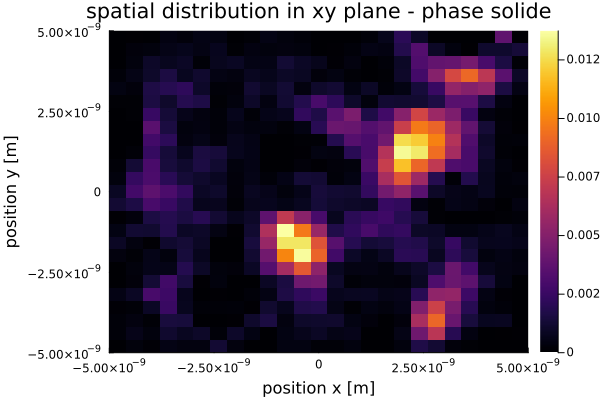 spatial distribution in xy plane - phase solide
5.00×10⁻⁹
2.50×10⁻⁹
0
−2.50×10⁻⁹
−5.00×10⁻⁹
position y [m]
−5.00×10⁻⁹ −2.50×10⁻⁹ 0 2.50×10⁻⁹ 5.00×10⁻⁹
position x [m]
0.012
0.010
0.007
0.005
0.002
0